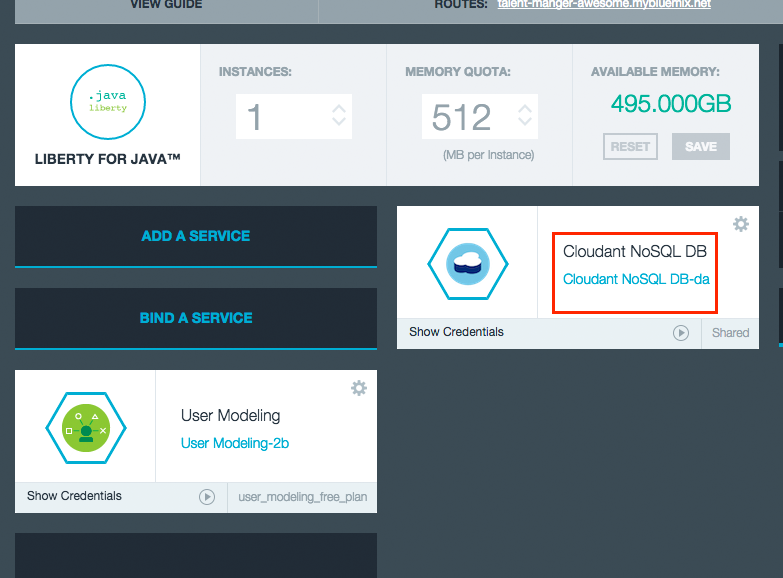 VIEW GUIDE
ROUTES: talent-manger-awesome.mybluemix.net
.java
liberty
LIBERTY FOR JAVA™
INSTANCES:
1
MEMORY QUOTA:
512
(MB per Instance)
AVAILABLE MEMORY:
495.000GB
RESET
SAVE
ADD A SERVICE
BIND A SERVICE
Cloudant NoSQL DB
Cloudant NoSQL DB-da
Show Credentials
Shared
User Modeling
User Modeling-2b
Show Credentials
user_modeling_free_plan